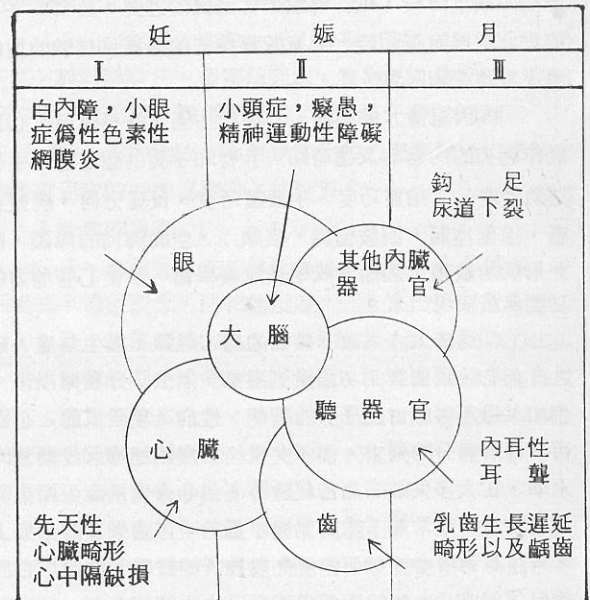 妊 娠 月
I II III
白內障,小眼
症僞性色素性
網膜炎
小頭症,癡愚,
精神運動性障礙
鈎足
尿道下裂
眼
其他內臟
器官
大腦
聽器官
心臟
內耳性
耳聾
齒
先天性
心臟畸形
心中隔缺損
乳齒生長遲延
畸形以及齲齒